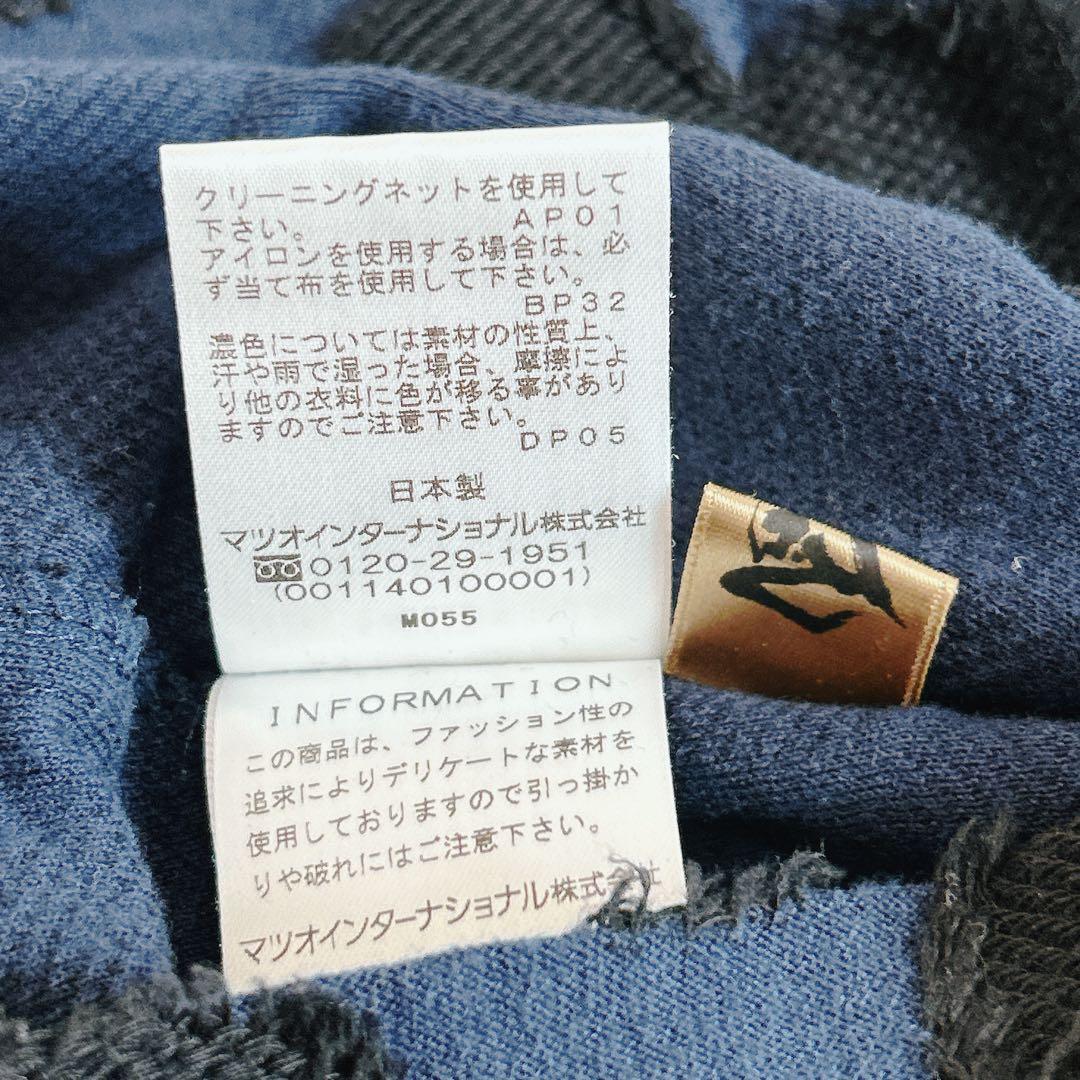 クリーニングネットを使用して
下さい。 AP01
アイロンを使用する場合は、必
ず当て布を使用して下さい。
BP32
濃色については素材の性質上、
汗や雨で湿った場合、摩擦によ
り他の衣料に色が移る事があり
ますのでご注意下さい。
DP05
日本製
マツオインターナショナル株式会社
0120-29-1951
(001140100001)
M055
INFORMATION
この商品は、ファッション性の
追求によりデリケートな素材を
使用しておりますので引っ掛か
りや破れにはご注意下さい。
マツオインターナショナル株式会社